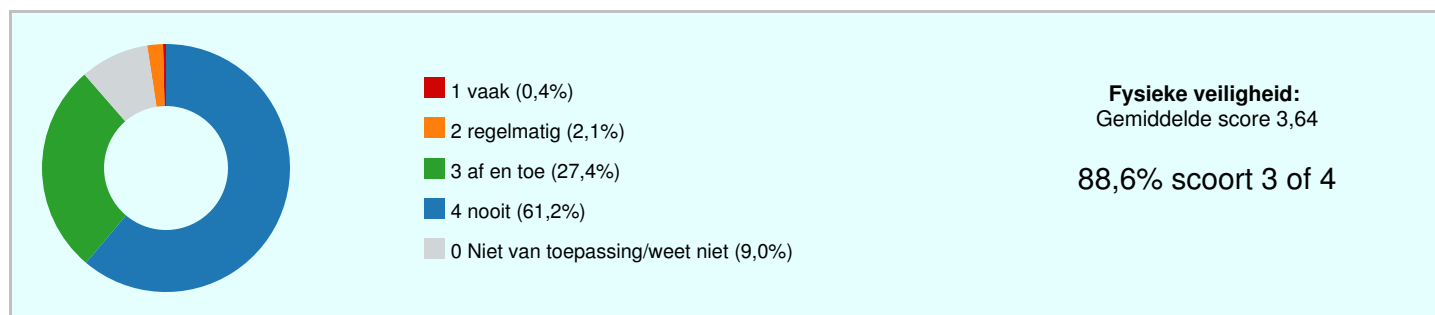 1 vaak (0,4%)
2 regelmatig (2,1%)
3 af en toe (27,4%)
4 nooit (61,2%)
0 Niet van toepassing/weet niet (9,0%)
Fysieke veiligheid:
Gemiddelde score 3,64
88,6% scoort 3 of 4